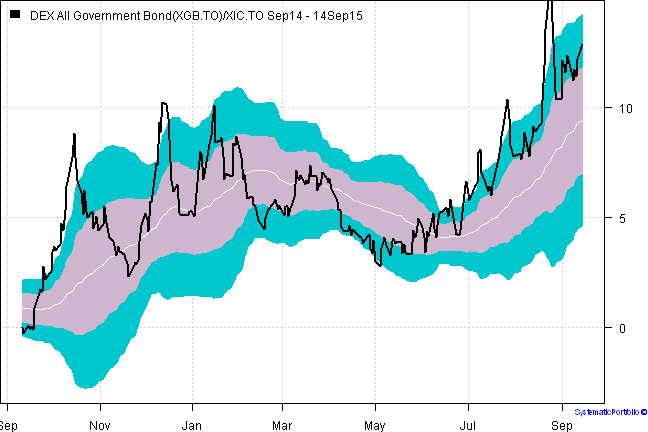 DEX All Government Bond(XGB.TO)/XIC.TO Sep14 - 14Sep15
10
5
0
Sep Nov Jan Mar May Jul Sep
SystematicPortfolio ©